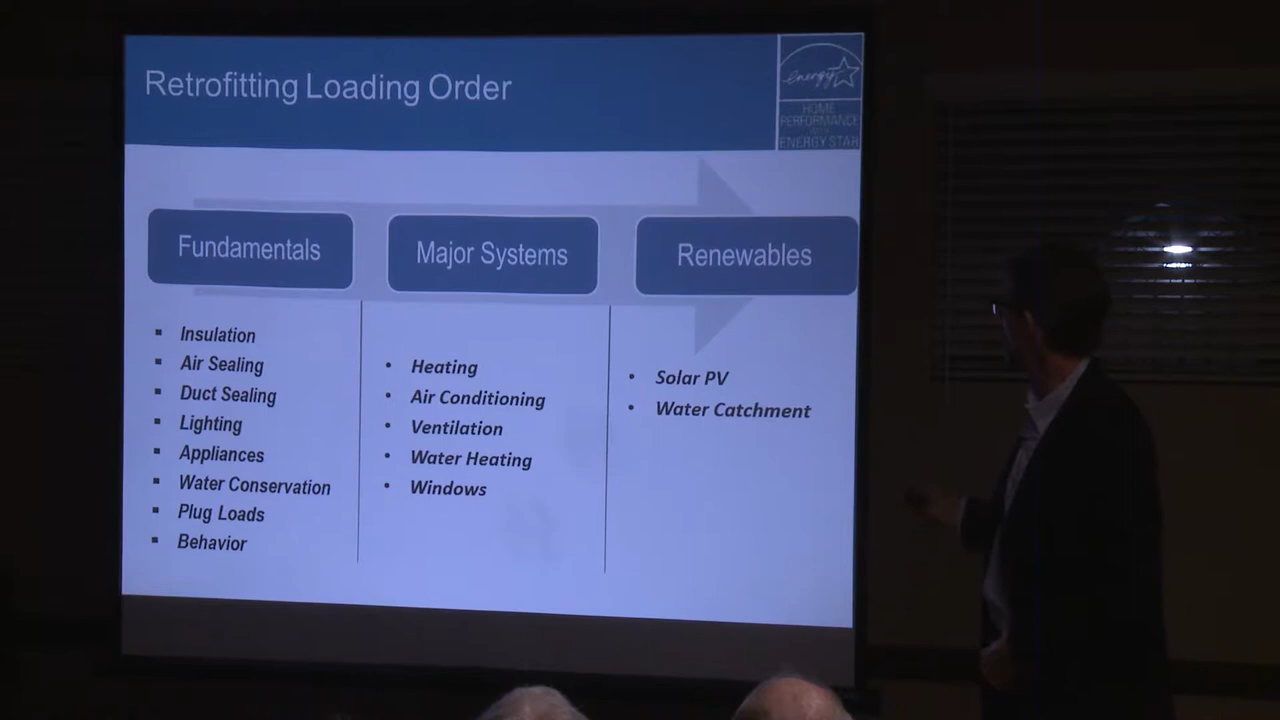 Retrofitting Loading Order
energy
HOME
PERFORMANCE
WITH
ENERGY STAR
Fundamentals
Major Systems
Renewables
Insulation
Air Sealing
Duct Sealing
Lighting
Appliances
Water Conservation
Plug Loads
Behavior
Heating
Air Conditioning
Ventilation
Water Heating
Windows
Solar PV
Water Catchment